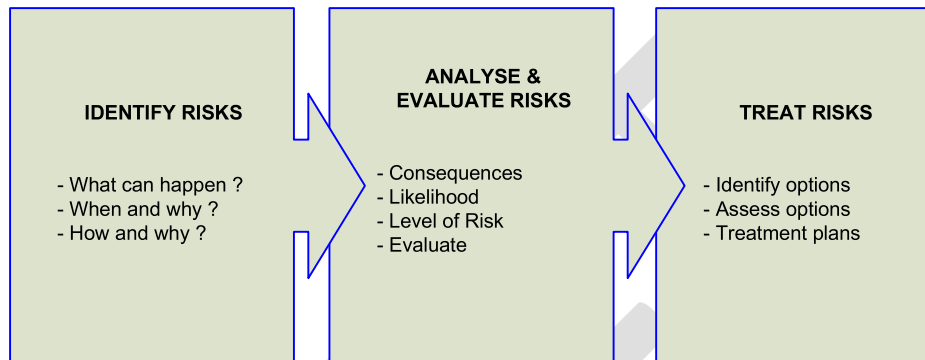 IDENTIFY RISKS
- What can happen ?
- When and why ?
- How and why ?
ANALYSE &
EVALUATE RISKS
- Consequences
- Likelihood
- Level of Risk
- Evaluate
TREAT RISKS
- Identify options
- Assess options
- Treatment plans